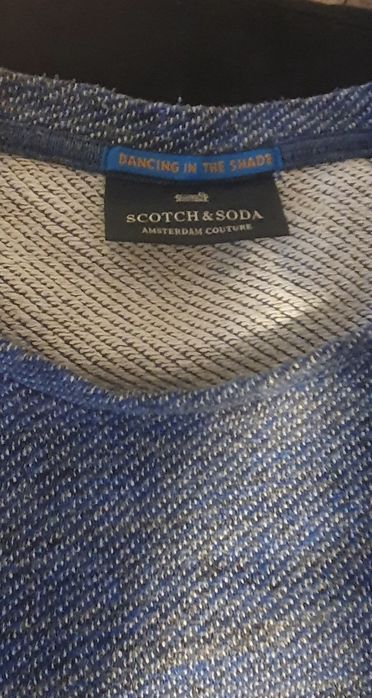 DANCING IN THE SHADE
SCOTCH & SODA
AMSTERDAM COUTURE